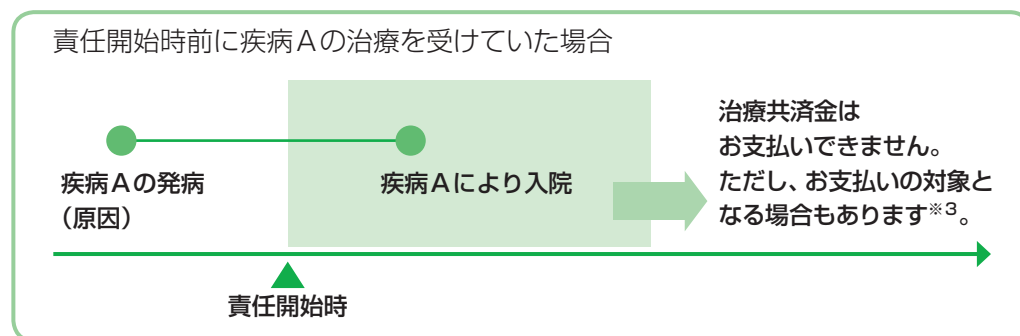 責任開始時前に疾病Aの治療を受けていた場合
疾病Aの発病
(原因)
疾病Aにより入院
治療共済金は
お支払いできません。
ただし、お支払いの対象と
なる場合もあります※3。
責任開始時